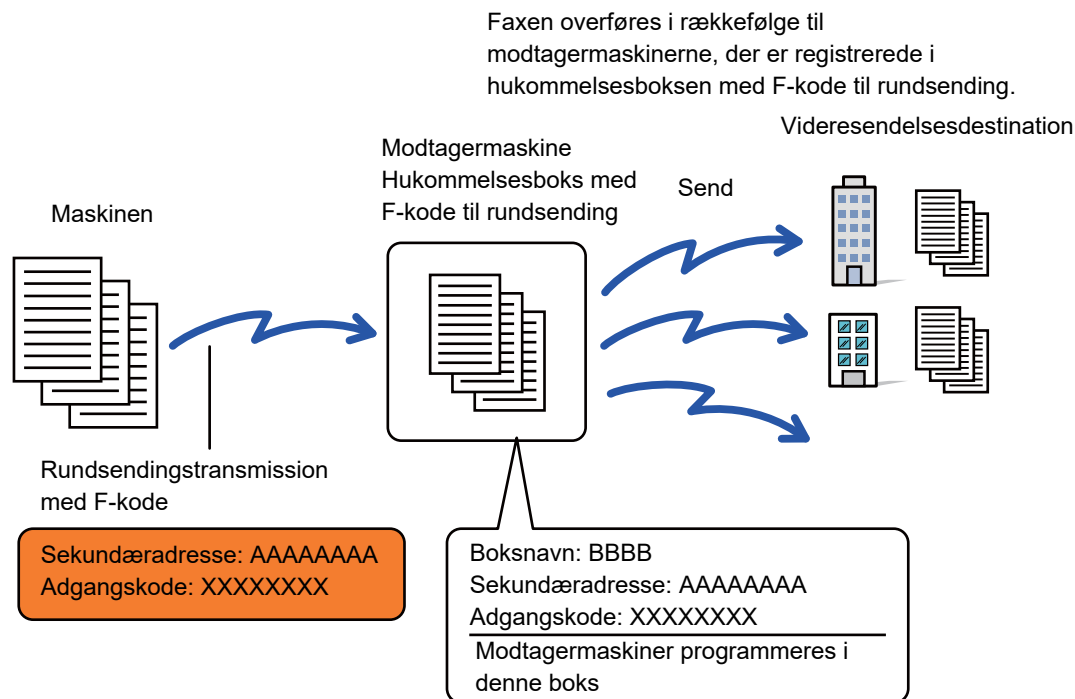 Faxen overføres i rækkefølge til
modtagermaskinerne, der er registrerede i
hukommelsesboksen med F-kode til rundsending.
Videresendelsesdestination
Modtagermaskine
Hukommelsesboks med
F-kode til rundsending
Send
Maskinen
Rundsendingstransmission
med F-kode
Sekundæradresse: AAAAAAAA
Adgangskode: XXXXXXXX
Boksnavn: BBBB
Sekundæradresse: AAAAAAAA
Adgangskode: XXXXXXXX
Modtagermaskiner programmeres i
denne boks